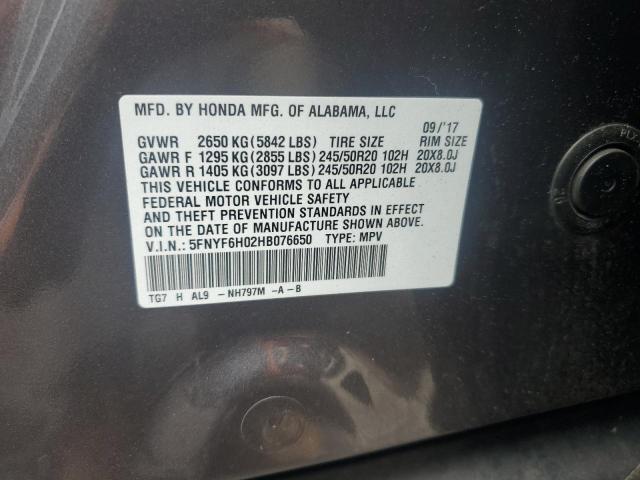 MFD. BY HONDA MFG. OF ALABAMA, LLC
09/'17
GVWR 2650 KG(5842 LBS) TIRE SIZE RIM SIZE
GAWR F 1295 KG(2855 LBS) 245/50R20 102H 20X8.0J
GAWR R 1405 KG(3097 LBS) 245/50R20 102H 20X8.0J
THIS VEHICLE CONFORMS TO ALL APPLICABLE
FEDERAL MOTOR VEHICLE SAFETY
AND THEFT PREVENTION STANDARDS IN EFFECT
ON THE DATE OF MANUFACTURE SHOWN ABOVE.
V.I.N.: 5FNYF6H02HB076650 TYPE: MPV
TG7 H AL9 -NH797M -A-B